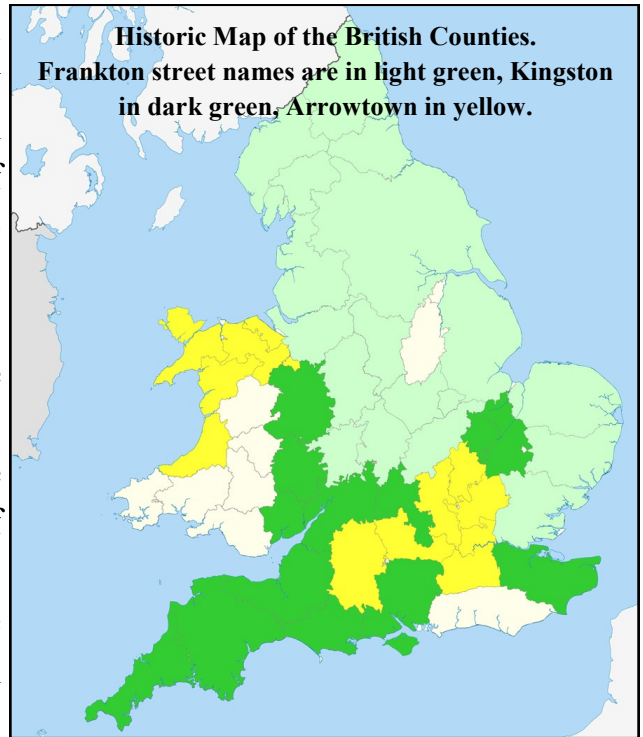 Historic Map of the British Counties.
Frankton street names are in light green, Kingston
in dark green, Arrowtown in yellow.